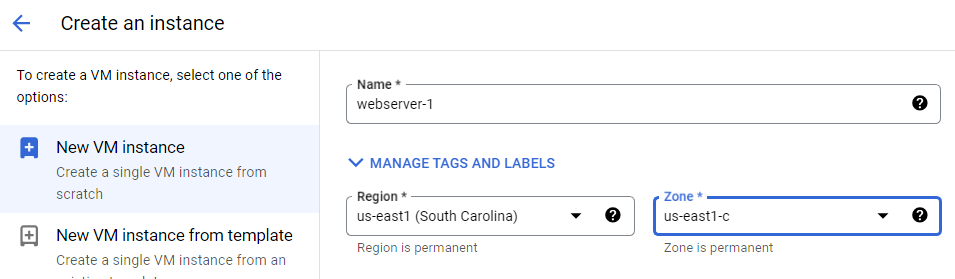 Create an instance
To create a VM instance, select one of the
options:
New VM instance
Create a single VM instance from
scratch
New VM instance from template
Create a single VM instance from an
Name *
webserver-1
MANAGE TAGS AND LABELS
Region *
us-east1 (South Carolina)
Region is permanent
Zone *
us-east1-c
Zone is permanent